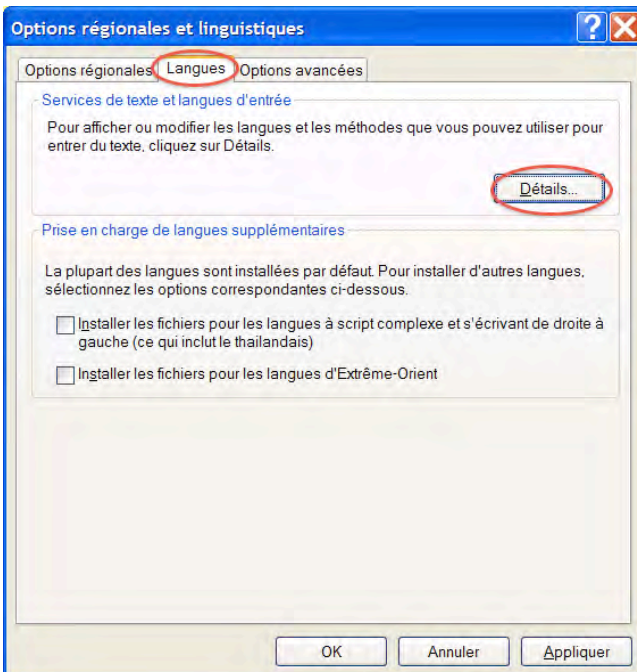 Options régionales et linguistiques
Options régionales Langues Options avancées
Services de texte et langues d'entrée
Pour afficher ou modifier les langues et les méthodes que vous pouvez utiliser pour
entrer du texte, cliquez sur Détails.
Détails...
Prise en charge de langues supplémentaires
La plupart des langues sont installées par défaut. Pour installer d'autres langues,
sélectionnez les options correspondantes ci-dessous.
Installer les fichiers pour les langues à script complexe et s'écrivant de droite à
gauche (ce qui inclut le thaïlandais)
Installer les fichiers pour les langues d'Extrême-Orient
OK Annuler Appliquer